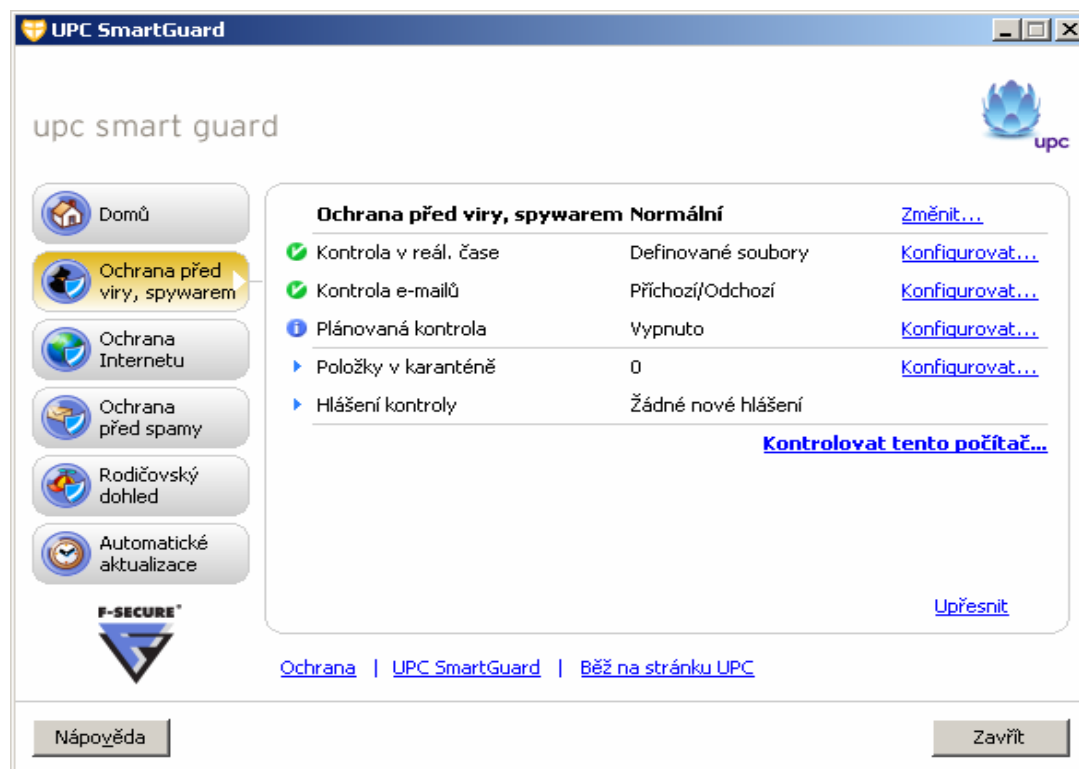 UPC SmartGuard
upc smart guard
upc
Domů
Ochrana před
viry, spywarem
Ochrana
Internetu
Ochrana
před spamy
Rodičovský
dohled
Automatické
aktualizace
F-SECURE®
Ochrana před viry, spywarem Normální Změnit...
Kontrola v reál. čase Definované soubory Konfigurovat...
Kontrola e-mailů Příchozí/Odchozí Konfigurovat...
Plánovaná kontrola Vypnuto Konfigurovat...
Položky v karanténě 0 Konfigurovat...
Hlášení kontroly Žádné nové hlášení
Kontrolovat tento počítač...
Upřesnit
Ochrana | UPC SmartGuard | Běž na stránku UPC
Nápověda Zavřít